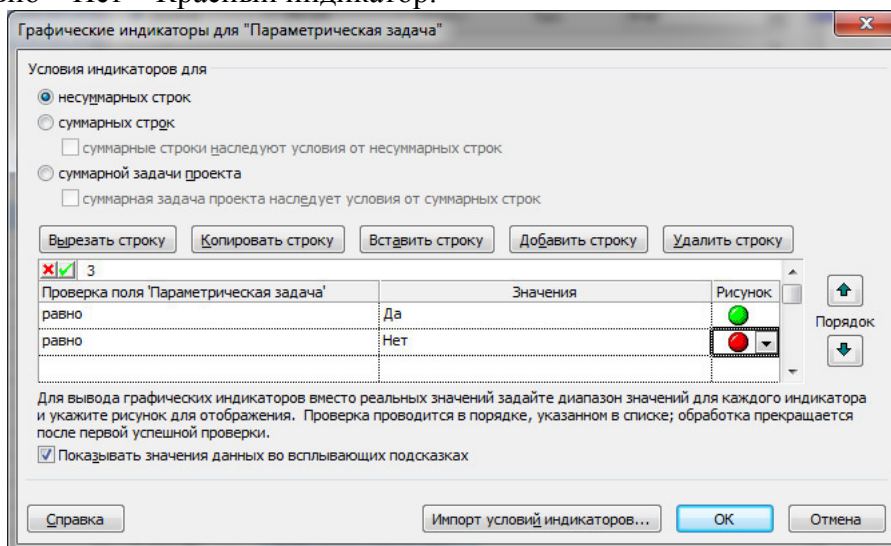 Нет – Красный индикатор.
Графические индикаторы для "Параметрическая задача"
Условия индикаторов для
несуммарных строк
суммарных строк
суммарные строки наследуют условия от несуммарных строк
суммарной задачи проекта
суммарная задача проекта наследует условия от суммарных строк
Вырезать строку Копировать строку Вставить строку Добавить строку Удалить строку
3
Проверка поля 'Параметрическая задача' Значения Рисунок
равно Да
Порядок
равно Нет
Для вывода графических индикаторов вместо реальных значений задайте диапазон значений для каждого индикатора
и укажите рисунок для отображения. Проверка проводится в порядке, указанном в списке; обработка прекращается
после первой успешной проверки.
Показывать значения данных во всплывающих подсказках
Справка Импорт условий индикаторов... ОК Отмена